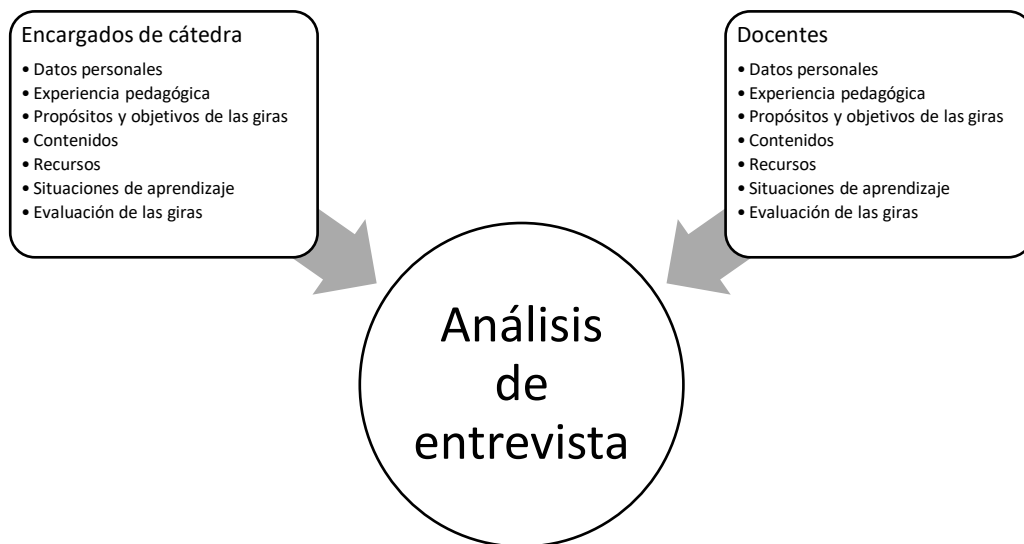 Encargados de cátedra
• Datos personales
• Experiencia pedagógica
• Propósitos y objetivos de las giras
• Contenidos
• Recursos
• Situaciones de aprendizaje
• Evaluación de las giras
Docentes
• Datos personales
• Experiencia pedagógica
• Propósitos y objetivos de las giras
• Contenidos
• Recursos
• Situaciones de aprendizaje
• Evaluación de las giras
Análisis
de
entrevista